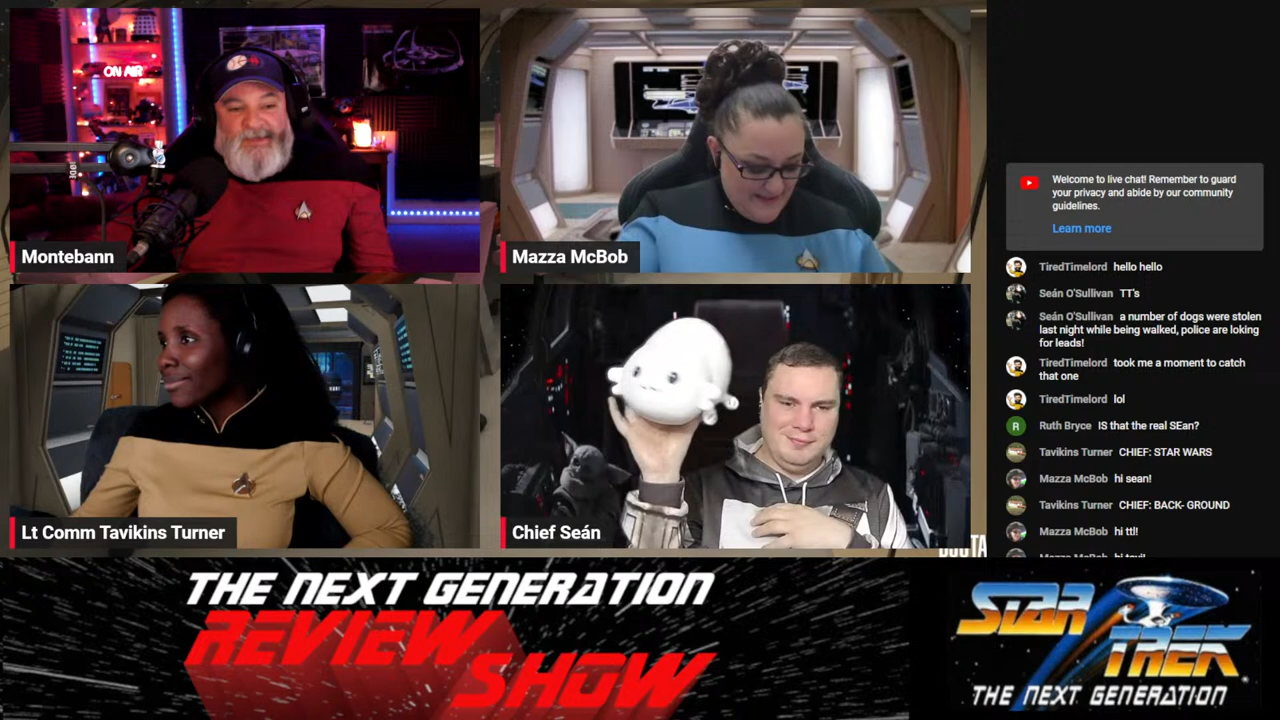 ON AIR
Montebann
Mazza McBob
Lt Comm Tavikins Turner
Chief Seán
Welcome to live chat! Remember to guard
your privacy and abide by our community
guidelines.
Learn more
TiredTimelord hello hello
Seán O'Sullivan TT's
Seán O'Sullivan a number of dogs were stolen
last night while being walked, police are loking
for leads!
TiredTimelord took me a moment to catch
that one
TiredTimelord lol
R
Ruth Bryce IS that the real SEan?
Tavikins Turner CHIEF: STAR WARS
Mazza McBob hi sean!
Tavikins Turner CHIEF: BACK- GROUND
Mazza McBob hi ttl!
THE NEXT GENERATION
REVIEW
SHOW
STAR
TREK
THE NEXT GENERATION